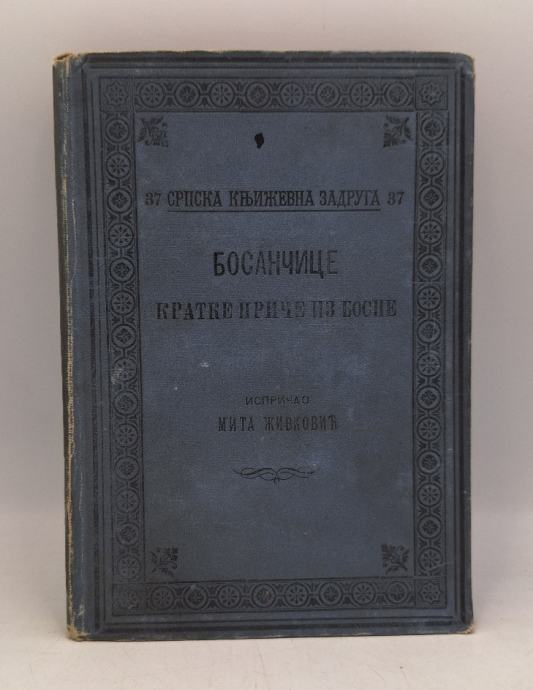 37 СРПСКА КЊИЖЕВНА ЗАДРУГА 37
БОСАНЧИЦЕ
КРАТКЕ ПРИЧЕ ИЗ БОСНЕ
ИСПРИЧАО
МИТА ЖИВКОВИЋ